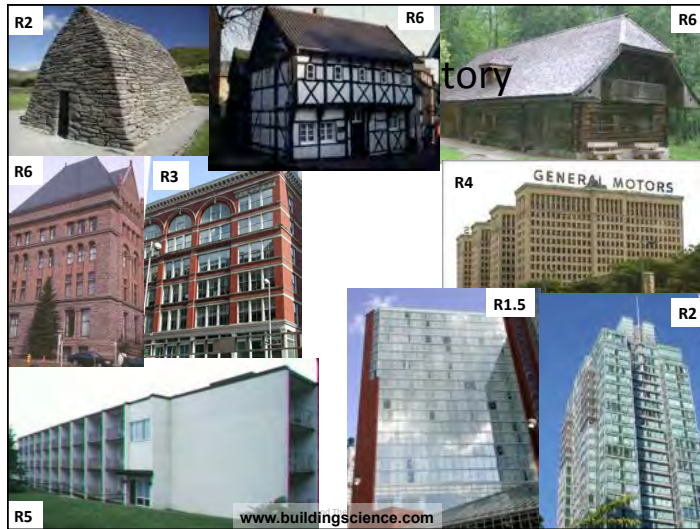 R2
R6
R6
tory
R6
R3
R4
GENERAL MOTORS
R1.5
R2
R5
www.buildingscience.com